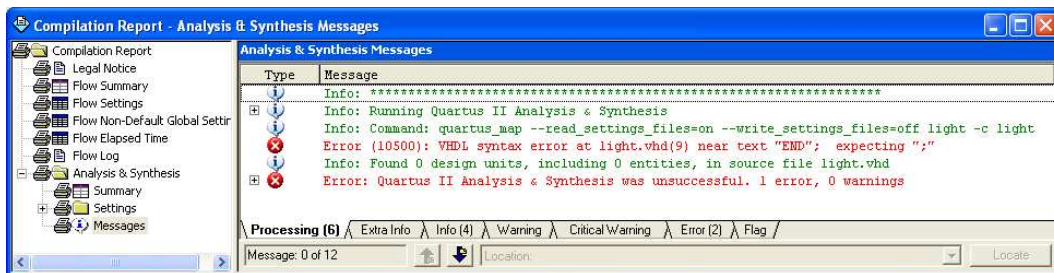 Compilation Report - Analysis & Synthesis Messages
Compilation Report
Legal Notice
Flow Summary
Flow Settings
Flow Non-Default Global Settir
Flow Elapsed Time
Flow Log
Analysis & Synthesis
Summary
Settings
Messages
Analysis & Synthesis Messages
Type Message
Info: *******************************************************************
Info: Running Quartus II Analysis & Synthesis
Info: Command: quartus_map --read_settings_files=on --write_settings_files=off light -c light
Error (10500): VHDL syntax error at light.vhd(9) near text "END"; expecting ";"
Info: Found 0 design units, including 0 entities, in source file light.vhd
Error: Quartus II Analysis & Synthesis was unsuccessful. 1 error, 0 warnings
Processing (6) Extra Info Info (4) Warning Critical Warning Error (2) Flag
Message: 0 of 12 Location: Locate